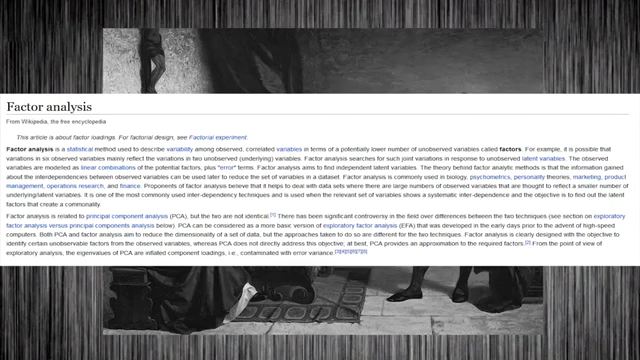 Factor analysis
From Wikipedia, the free encyclopedia
This article is about factor loadings. For factorial design, see Factorial experiment.
Factor analysis is a statistical method used to describe variability among observed, correlated variables in terms of a potentially lower number of unobserved variables called factors. For example, it is possible that
variations in six observed variables mainly reflect the variations in two unobserved (underlying) variables. Factor analysis searches for such joint variations in response to unobserved latent variables. The observed
variables are modelled as linear combinations of the potential factors, plus "error" terms. Factor analysis aims to find independent latent variables. The theory behind factor analytic methods is that the information gained
about the interdependencies between observed variables can be used later to reduce the set of variables in a dataset. Factor analysis is commonly used in biology, psychometrics, personality theories, marketing, product
management, operations research, and finance. Proponents of factor analysis believe that it helps to deal with data sets where there are large numbers of observed variables that are thought to reflect a smaller number of
underlying/latent variables. It is one of the most commonly used inter-dependency techniques and is used when the relevant set of variables shows a systematic inter-dependence and the objective is to find out the latent
factors that create a commonality.
Factor analysis is related to principal component analysis (PCA), but the two are not identical.[1] There has been significant controversy in the field over differences between the two techniques (see section on exploratory
factor analysis versus principal components analysis below). PCA can be considered as a more basic version of exploratory factor analysis (EFA) that was developed in the early days prior to the advent of high-speed
computers. Both PCA and factor analysis aim to reduce the dimensionality of a set of data, but the approaches taken to do so are different for the two techniques. Factor analysis is clearly designed with the objective to
identify certain unobservable factors from the observed variables, whereas PCA does not directly address this objective; at best, PCA provides an approximation to the required factors.[2] From the point of view of
exploratory analysis, the eigenvalues of PCA are inflated component loadings, i.e., contaminated with error variance.[3][4][5][6][7][8]